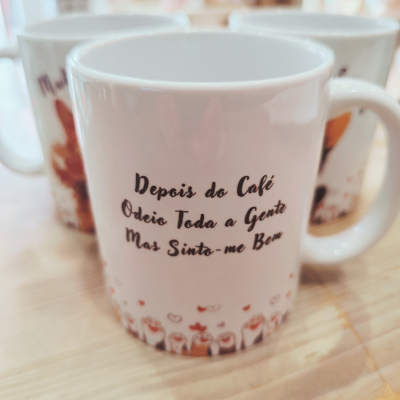 Depois do Café
Odeio Toda a Gente
Mas Sinto-me Bem